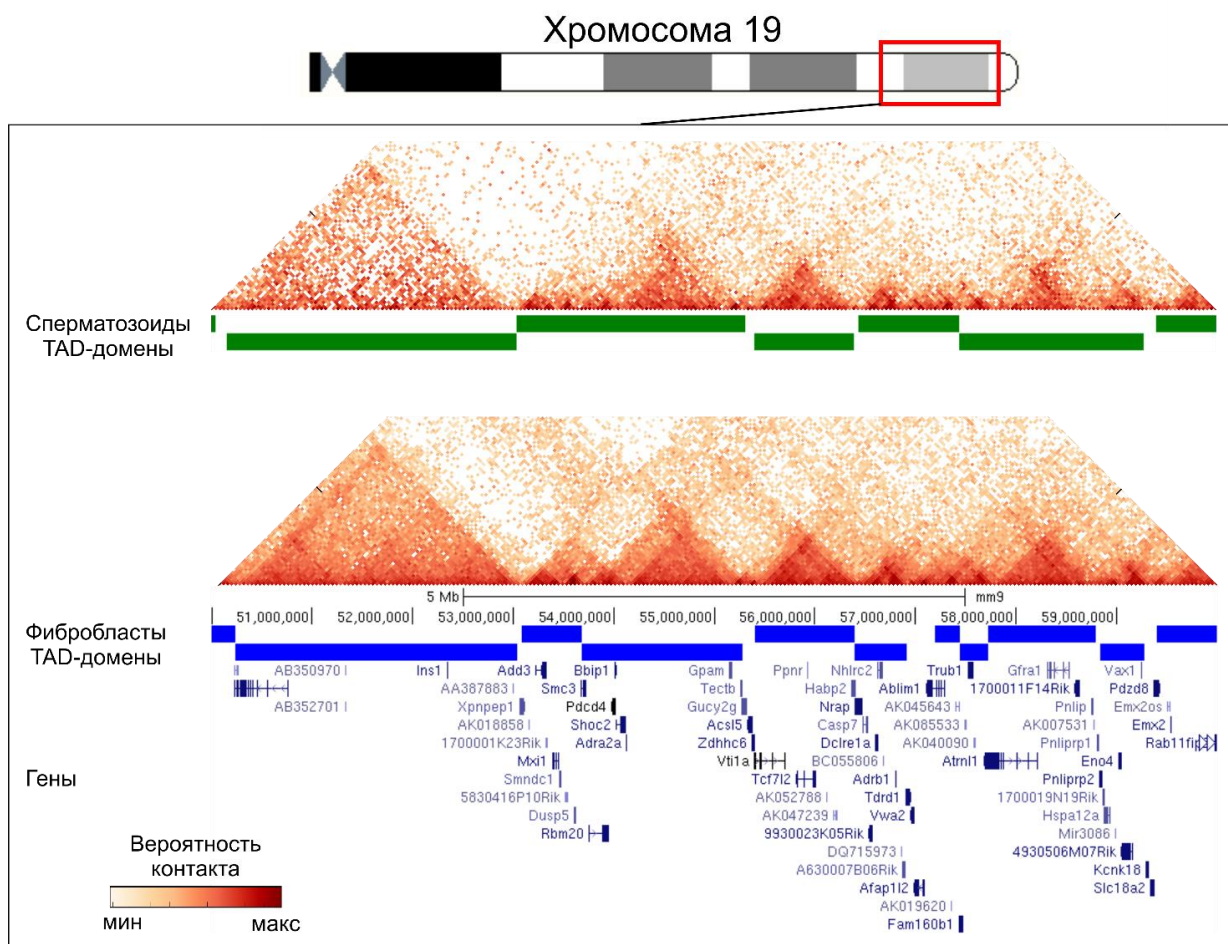 Хромосома 19
Сперматозоиды
TAD-домены
5 Mb mm9
51,000,000 52,000,000 53,000,000 54,000,000 55,000,000 56,000,000 57,000,000 58,000,000 59,000,000
Фибробласты
TAD-домены
AB350970 Ins1 Add3 Bbip1 Gpam Ppnr Nhlrc2 Trub1 Gfra1 Vax1
AA387883 Smc3 Tectb Habp2 Ablim1 1700011F14Rik Pdzd8
AB352701 Xpnpep1 Pdcd4 Gucy2g Nrap AK045643 Pnlip Emx2os
AK018858 Shoc2 Acsl5 Casp7 AK085533 AK007531 Emx2
1700001K23Rik Adra2a Zdhhc6 Dclre1a AK040090 Pnliprp1 Rab11fip
Гены
Mxi1 Vti1a BC055806 Atrnl1 Eno4
Smndc1 Tcf7l2 Adrb1 Pnliprp2
5830416P10Rik AK052788 Tdrd1 1700019N19Rik
Dusp5 AK047239 Vwa2 Hspa12a
Rbm20 9930023K05Rik Mir3086
DQ715973 4930506M07Rik
A630007B06Rik Kcnk18
Afap1l2 Slc18a2
AK019620
Fam160b1
Вероятность
контакта
мин макс